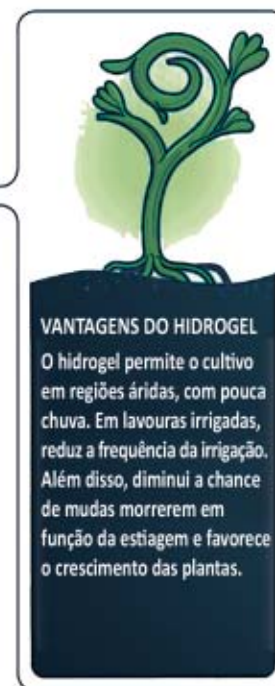 VANTAGENS DO HIDROGEL
O hidrogel permite o cultivo
em regiões áridas, com pouca
chuva. Em lavouras irrigadas,
reduz a frequência da irrigação.
Além disso, diminui a chance
de mudas morrerem em
função da estiagem e favorece
o crescimento das plantas.